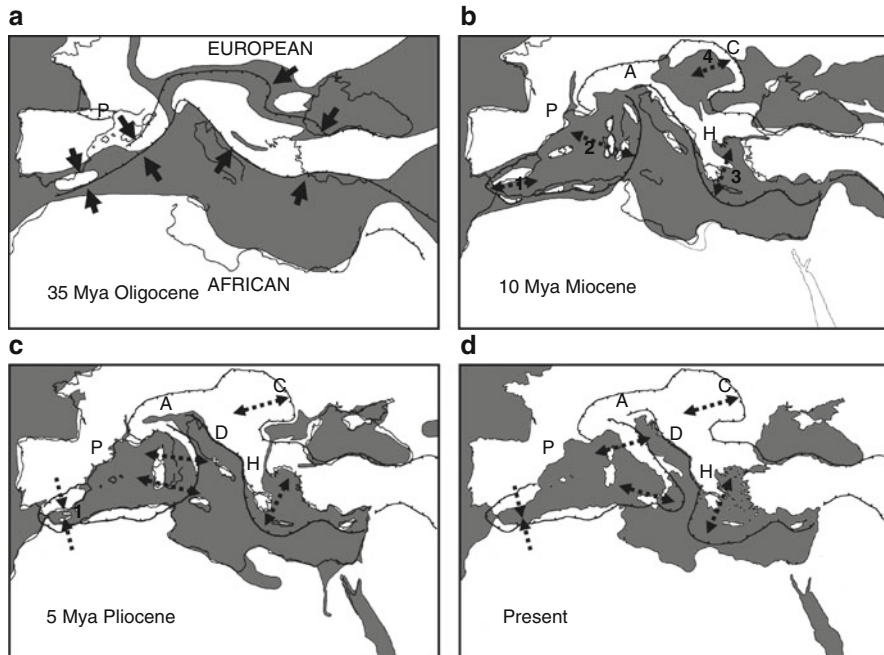 a
EUROPEAN
P
AFRICAN
35 Mya Oligocene
b
C
4
A
P
H
2
3
1
10 Mya Miocene
c
C
A
D
P
H
1
5 Mya Pliocene
d
C
A
D
P
H
Present